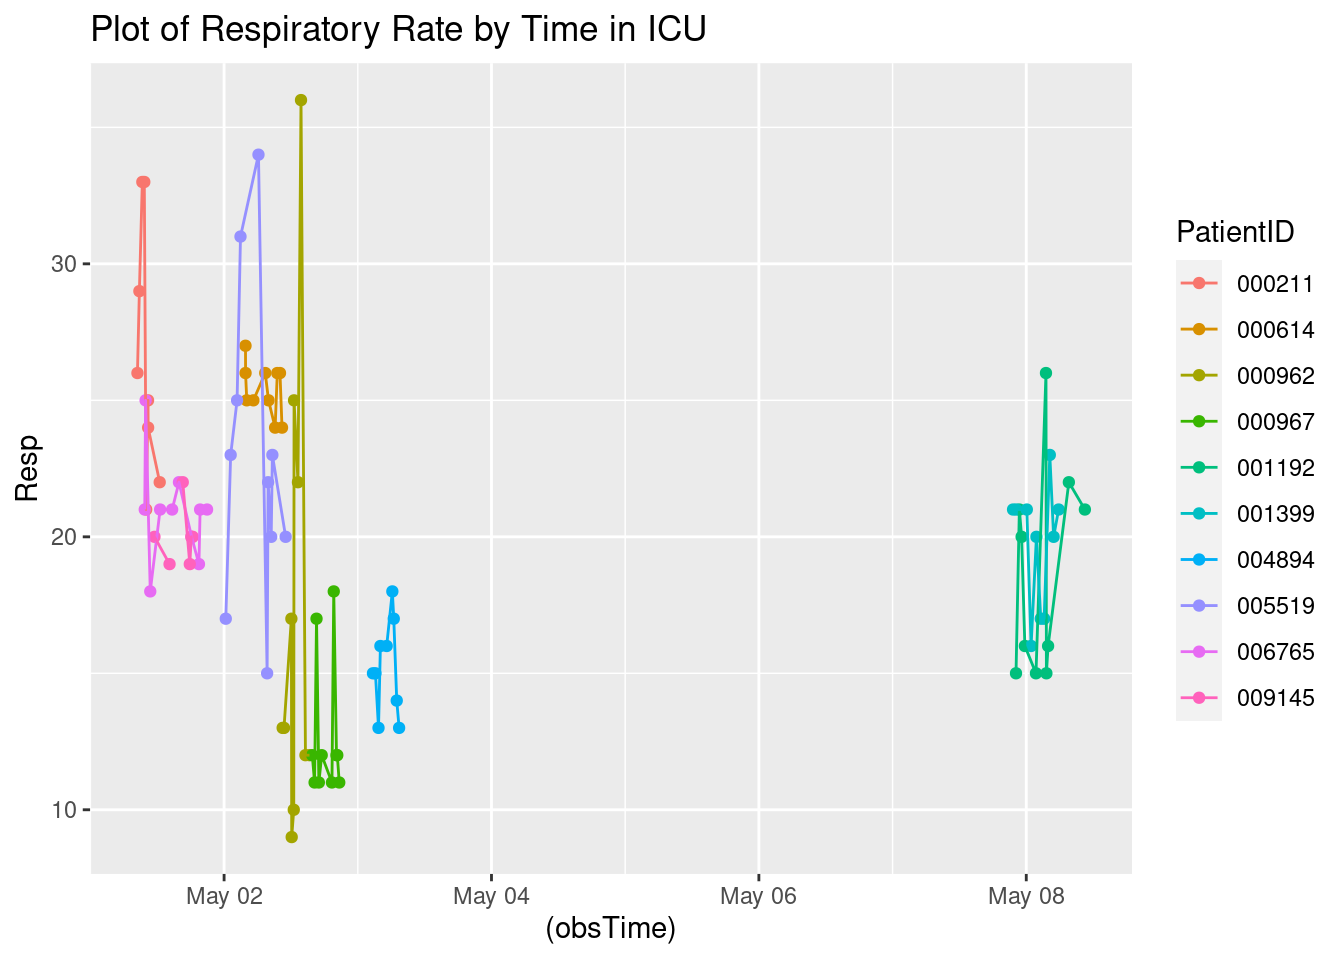 Plot of Respiratory Rate by Time in ICU
Resp
30
20
10
May 02
May 04
May 06
May 08
(obsTime)
PatientID
000211
000614
000962
000967
001192
001399
004894
005519
006765
009145